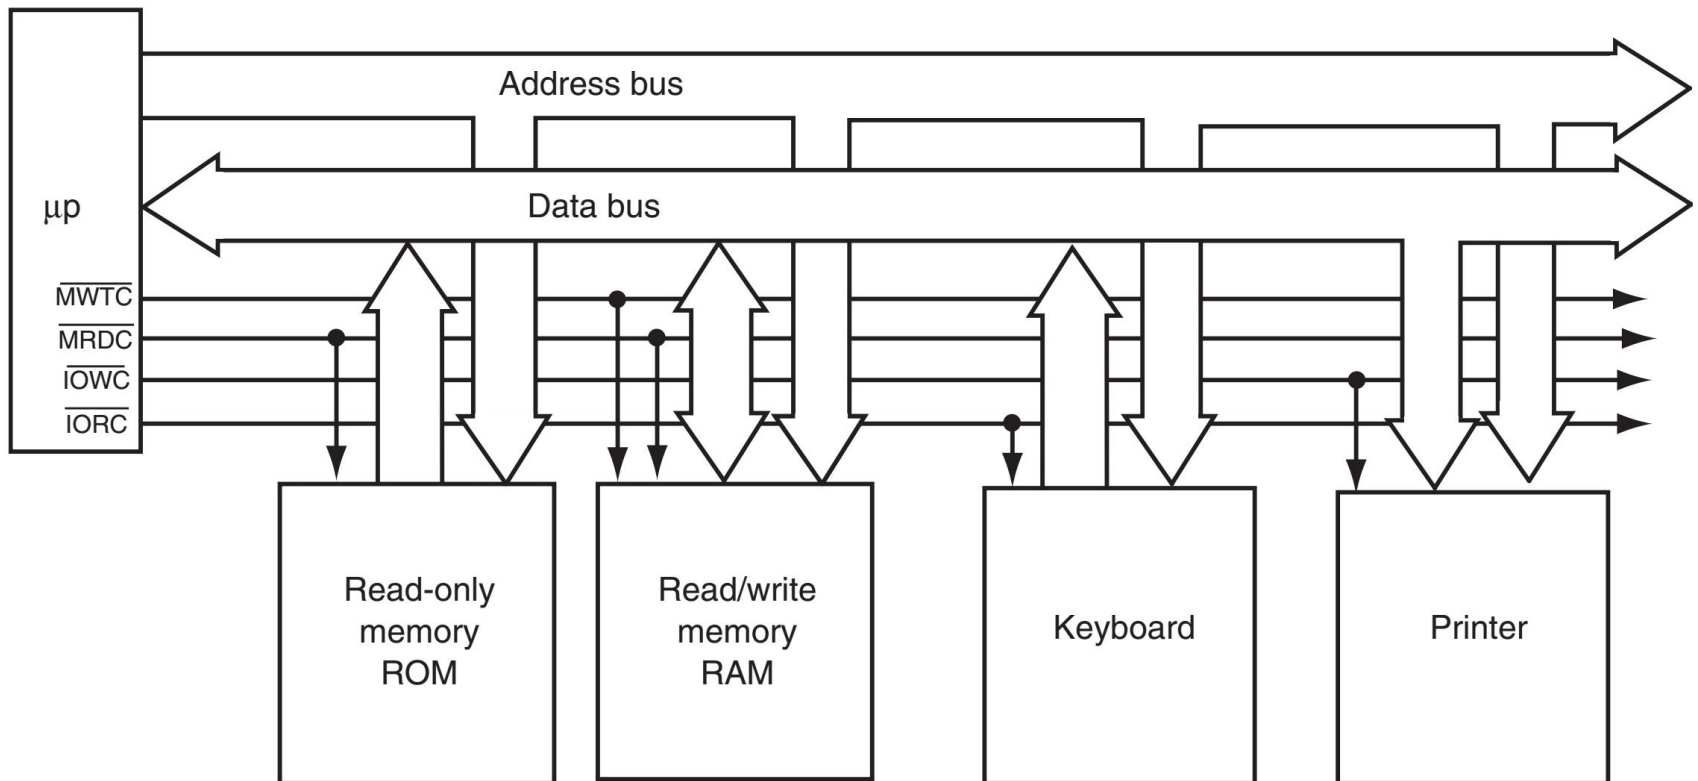 Address bus
μp
Data bus
MWTC
MRDC
IOWC
IORC
Read-only
memory
ROM
Read/write
memory
RAM
Keyboard
Printer